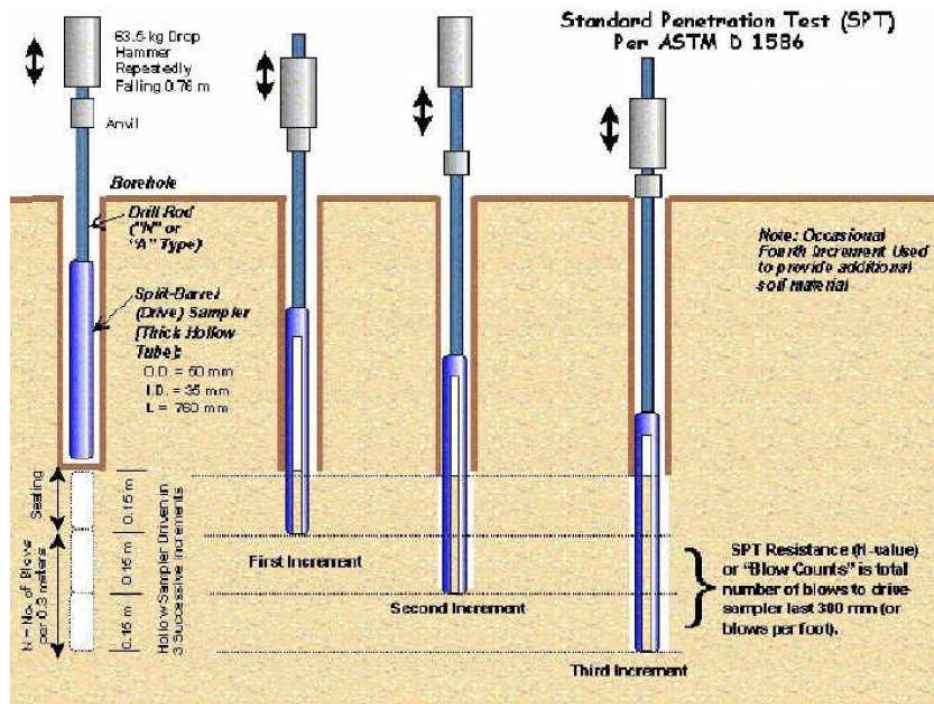 Standard Penetration Test (SPT)
Per ASTM D 1586
63.5-kg Drop
Hammer
Repeatedly
Falling 0.76 m
Anvil
Borehole
Drill Rod
("N" or
"A" Type)
Split-Barrel
(Drive) Sampler
[Thick Hollow
Tube]:
O.D. = 50 mm
I.D. = 35 mm
L = 760 mm
Note: Occasional
Fourth Increment Used
to provide additional
soil material
Seating
0.15 m
N = No. of Blows
per 0.3 meters
0.15 m
0.15 m
Hollow Sampler Driven in
3 Successive Increments
First Increment
Second Increment
Third Increment
SPT Resistance (N-value)
or "Blow Counts" is total
number of blows to drive
sampler last 300 mm (or
blows per foot).